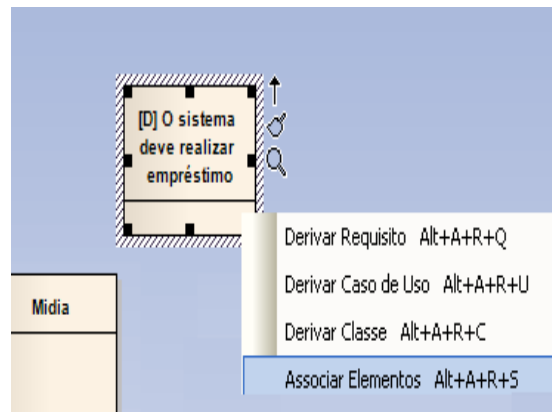 [D] O sistema
deve realizar
empréstimo
Derivar Requisito Alt+A+R+Q
Derivar Caso de Uso Alt+A+R+U
Midia
Derivar Classe Alt+A+R+C
Associar Elementos Alt+A+R+S